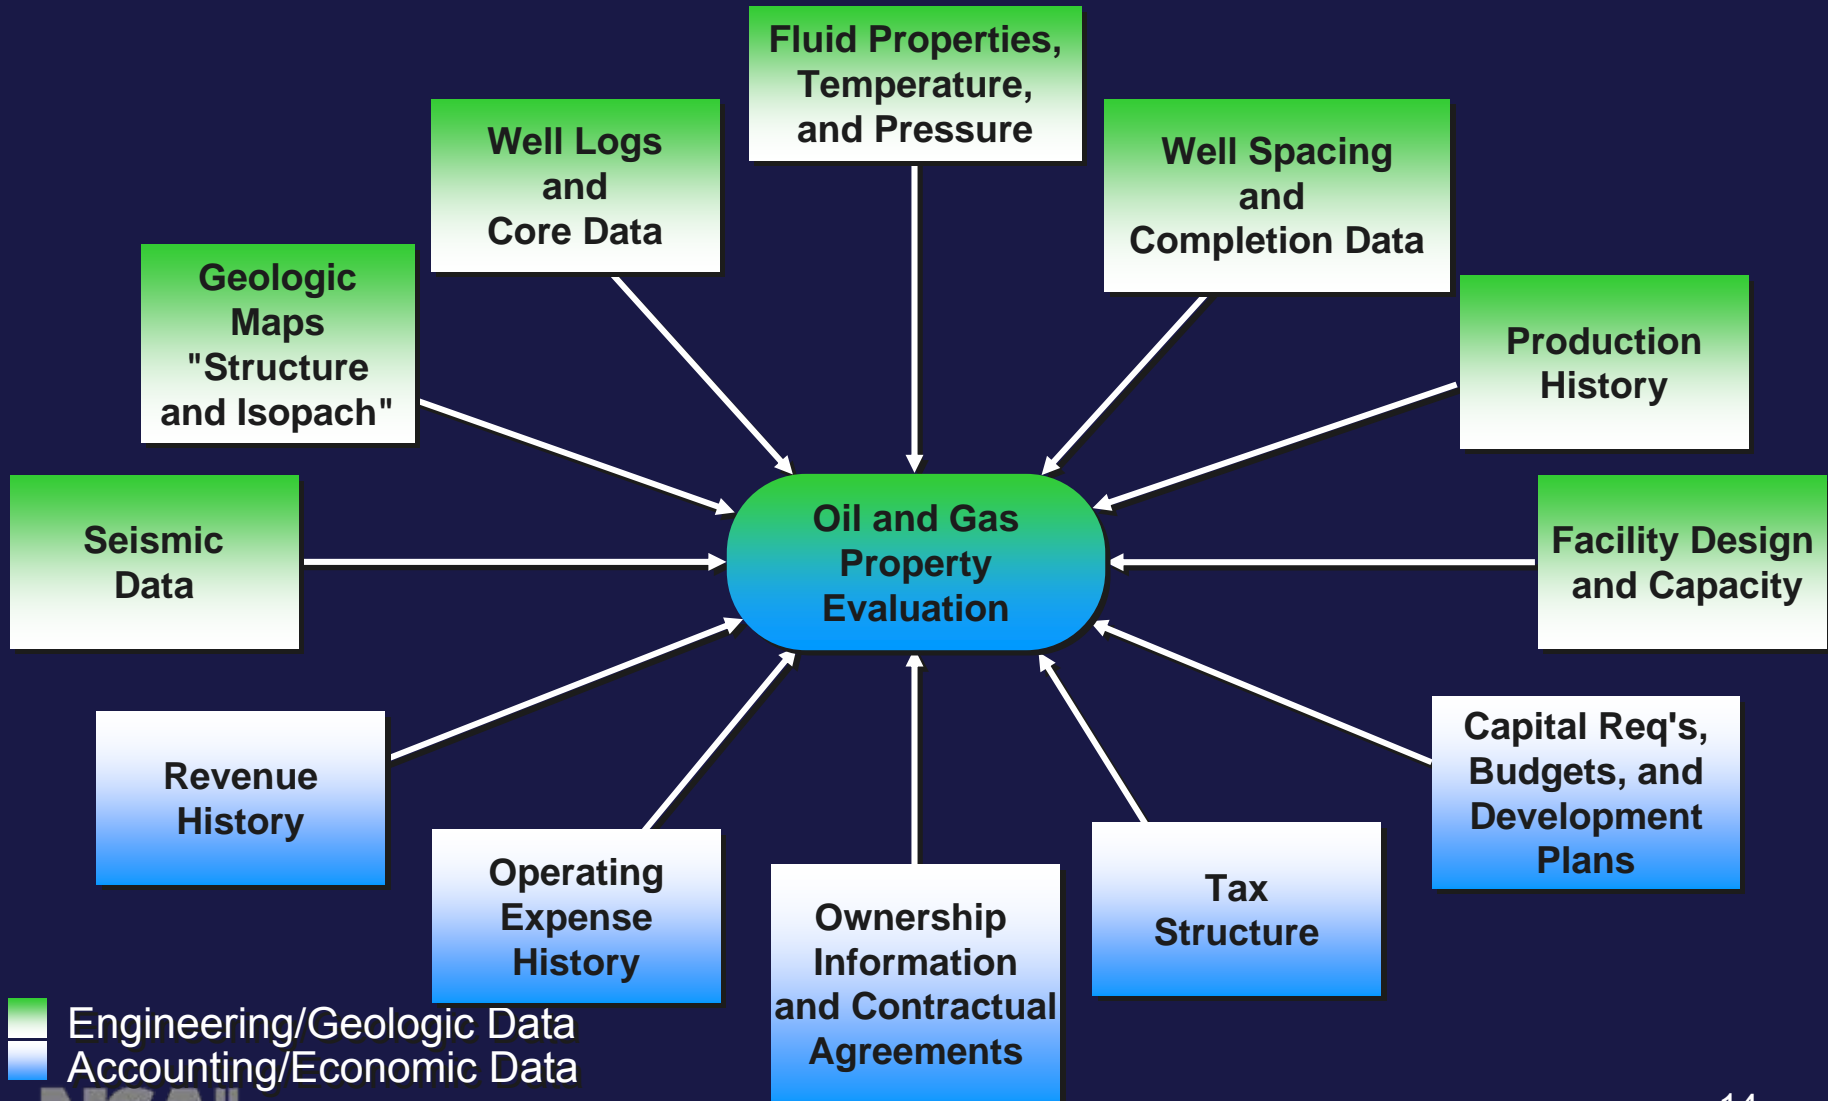 Fluid Properties,
Temperature,
and Pressure
Well Logs
and
Core Data
Well Spacing
and
Completion Data
Geologic
Maps
"Structure
and Isopach"
Production
History
Seismic
Data
Oil and Gas
Property
Evaluation
Facility Design
and Capacity
Revenue
History
Operating
Expense
History
Ownership
Information
and Contractual
Agreements
Tax
Structure
Capital Req's,
Budgets, and
Development
Plans
Engineering/Geologic Data
Accounting/Economic Data